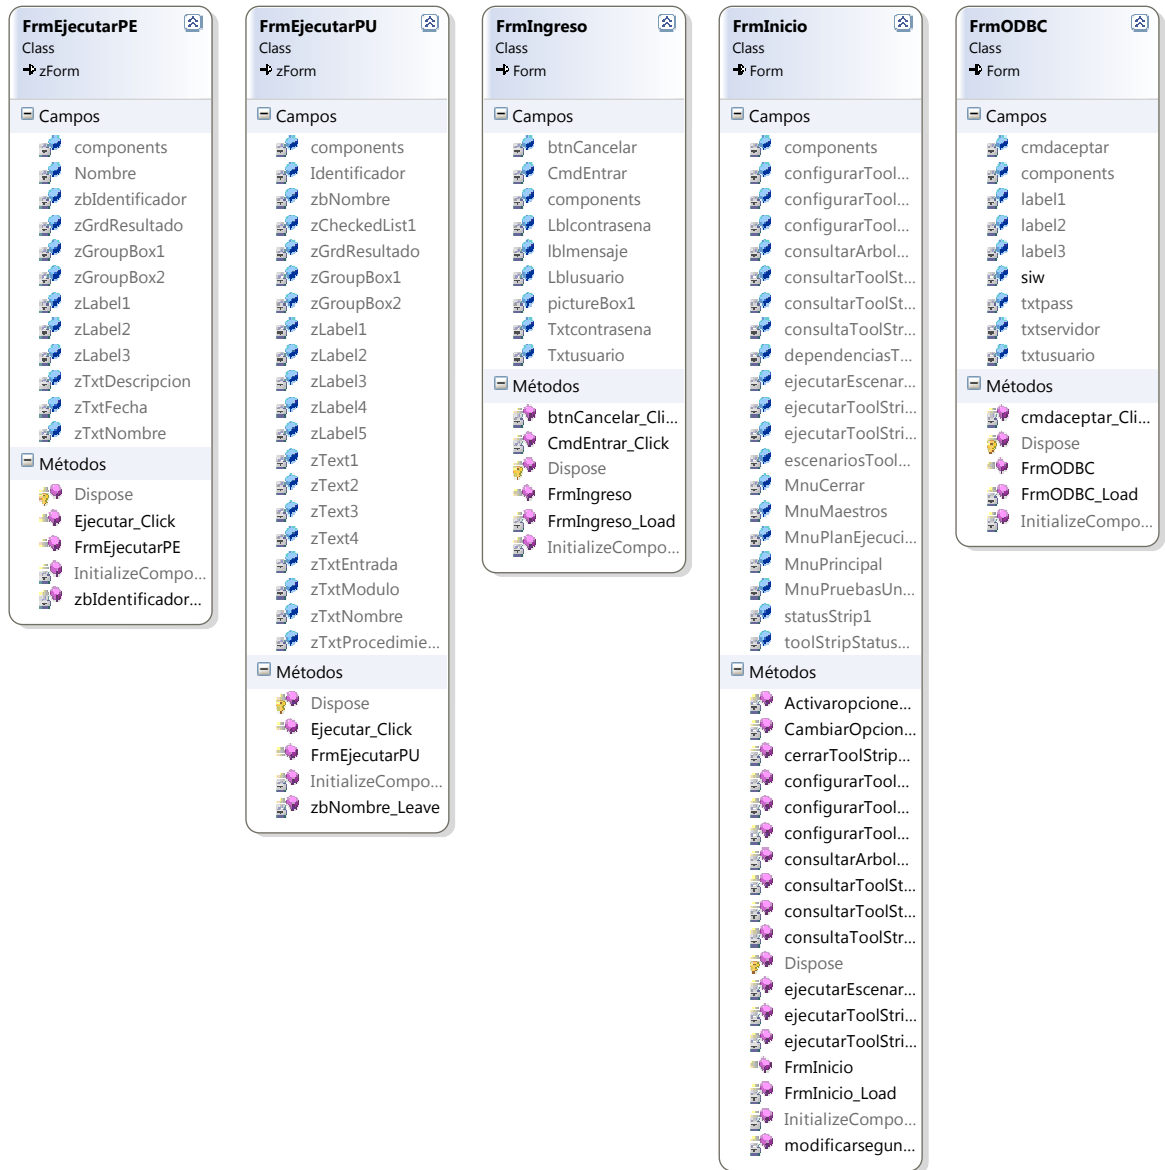 FrmEjecutarPE
Class
zForm
Campos
components
Nombre
zbIdentificador
zGrdResultado
zGroupBox1
zGroupBox2
zLabel1
zLabel2
zLabel3
zTxtDescripcion
zTxtFecha
zTxtNombre
Métodos
Dispose
Ejecutar_Click
FrmEjecutarPE
InitializeCompo...
zbIdentificador...
FrmEjecutarPU
Class
zForm
Campos
components
Identificador
zbNombre
zCheckedList1
zGrdResultado
zGroupBox1
zGroupBox2
zLabel1
zLabel2
zLabel3
zLabel4
zLabel5
zText1
zText2
zText3
zText4
zTxtEntrada
zTxtModulo
zTxtNombre
zTxtProcedimie...
Métodos
Dispose
Ejecutar_Click
FrmEjecutarPU
InitializeCompo...
zbNombre_Leave
FrmIngreso
Class
Form
Campos
btnCancelar
CmdEntrar
components
Lblcontrasena
lblmensaje
Lblusuario
pictureBox1
Txtcontrasena
Txtusuario
Métodos
btnCancelar_Cli...
CmdEntrar_Click
Dispose
FrmIngreso
FrmIngreso_Load
InitializeCompo...
FrmInicio
Class
Form
Campos
components
configurarTool...
configurarTool...
configurarTool...
consultarArbol...
consultarToolSt...
consultarToolSt...
consultaToolStr...
dependenciasT...
ejecutarEscenar...
ejecutarToolStri...
ejecutarToolStri...
escenariosTool...
MnuCerrar
MnuMaestros
MnuPlanEjecuci...
MnuPrincipal
MnuPruebasUn...
statusStrip1
toolStripStatus...
Métodos
Activaropcione...
CambiarOpcion...
cerrarToolStrip...
configurarTool...
configurarTool...
configurarTool...
consultarArbol...
consultarToolSt...
consultarToolSt...
consultaToolStr...
Dispose
ejecutarEscenar...
ejecutarToolStri...
ejecutarToolStri...
FrmInicio
FrmInicio_Load
InitializeCompo...
modificarsegun...
FrmODBC
Class
Form
Campos
cmdaceptar
components
label1
label2
label3
siw
txtpass
txtservidor
txtusuario
Métodos
cmdaceptar_Cli...
Dispose
FrmODBC
FrmODBC_Load
InitializeCompo...